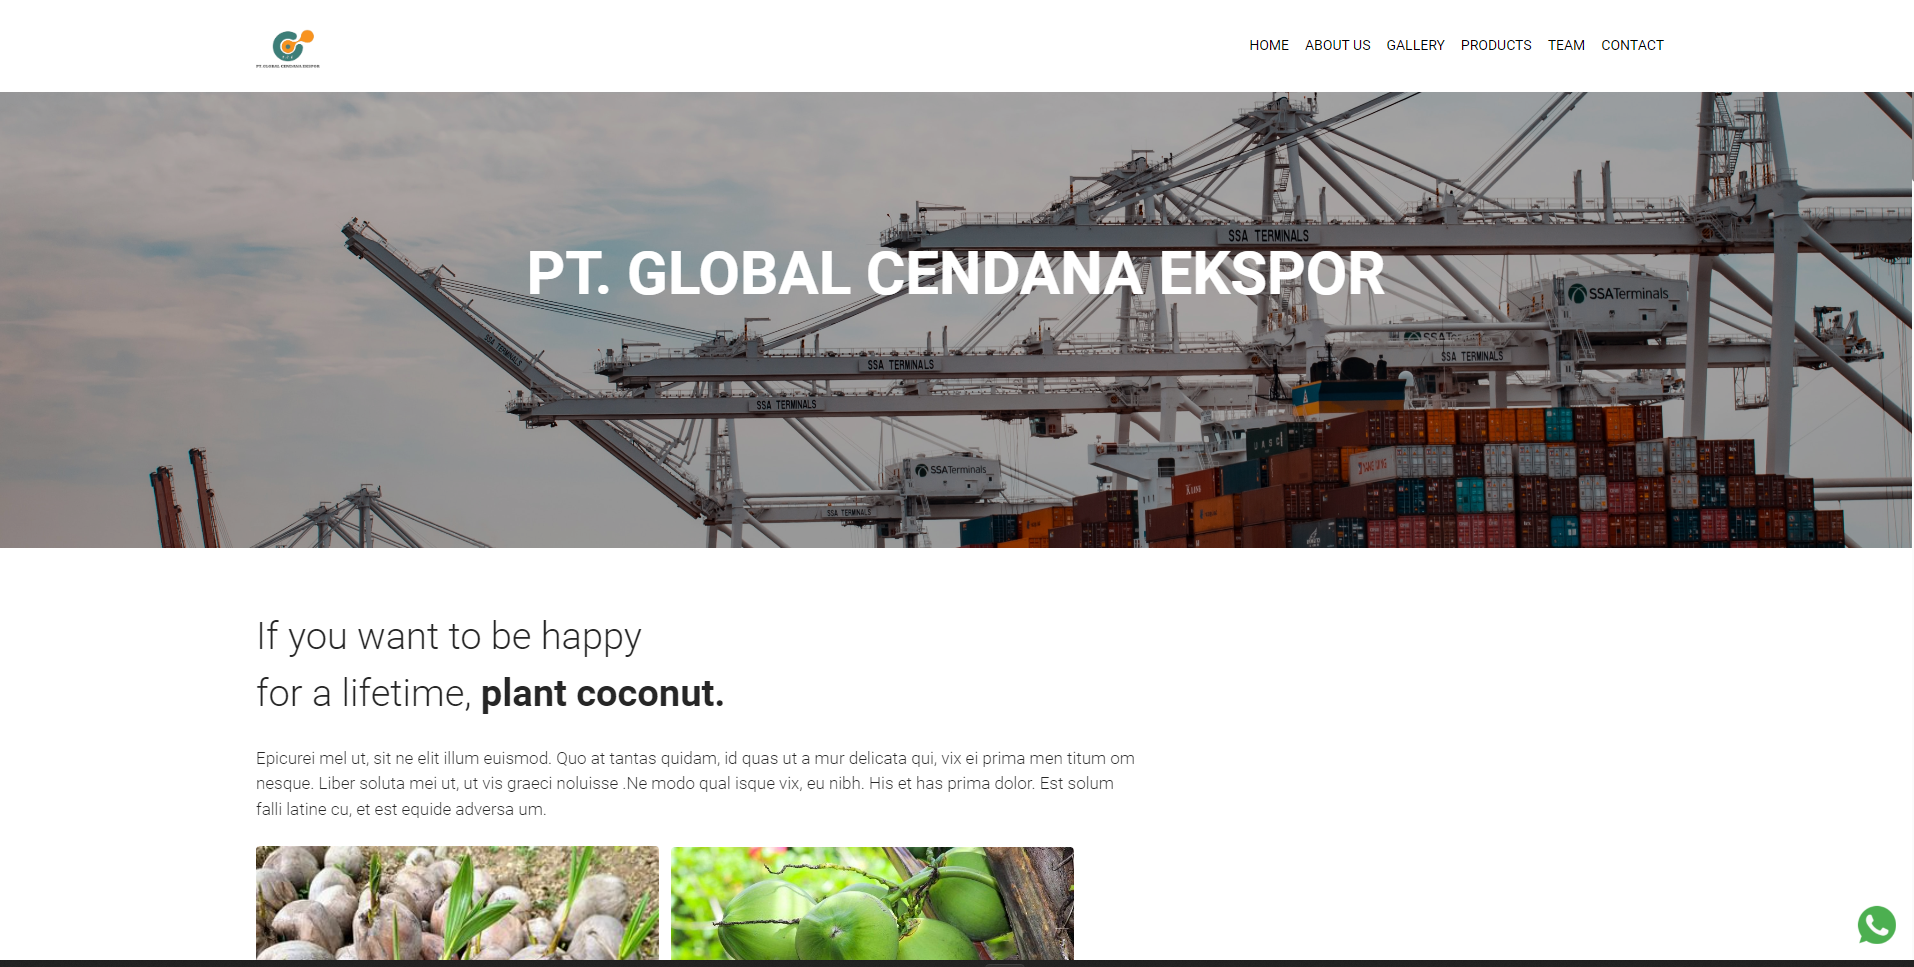 PT. GLOBAL CENDANA EKSPOR
HOME ABOUT US GALLERY PRODUCTS TEAM CONTACT
SSA TERMINALS
PT. GLOBAL CENDANA EKSPOR
SSATerminals
SSATe
SSA TERMINALS
SSA TERMINALS
SSA TERMINALS
SSA TERMINALS
UASC
K LINE
SSATerminals
SSA TERMINALS
If you want to be happy
for a lifetime, plant coconut.
Epicurei mel ut, sit ne elit illum euismod. Quo at tantas quidam, id quas ut a mur delicata qui, vix ei prima men titum om
nesque. Liber soluta mei ut, ut vis graeci noluisse .Ne modo qual isque vix, eu nibh. His et has prima dolor. Est solum
falli latine cu, et est equide adversa um.